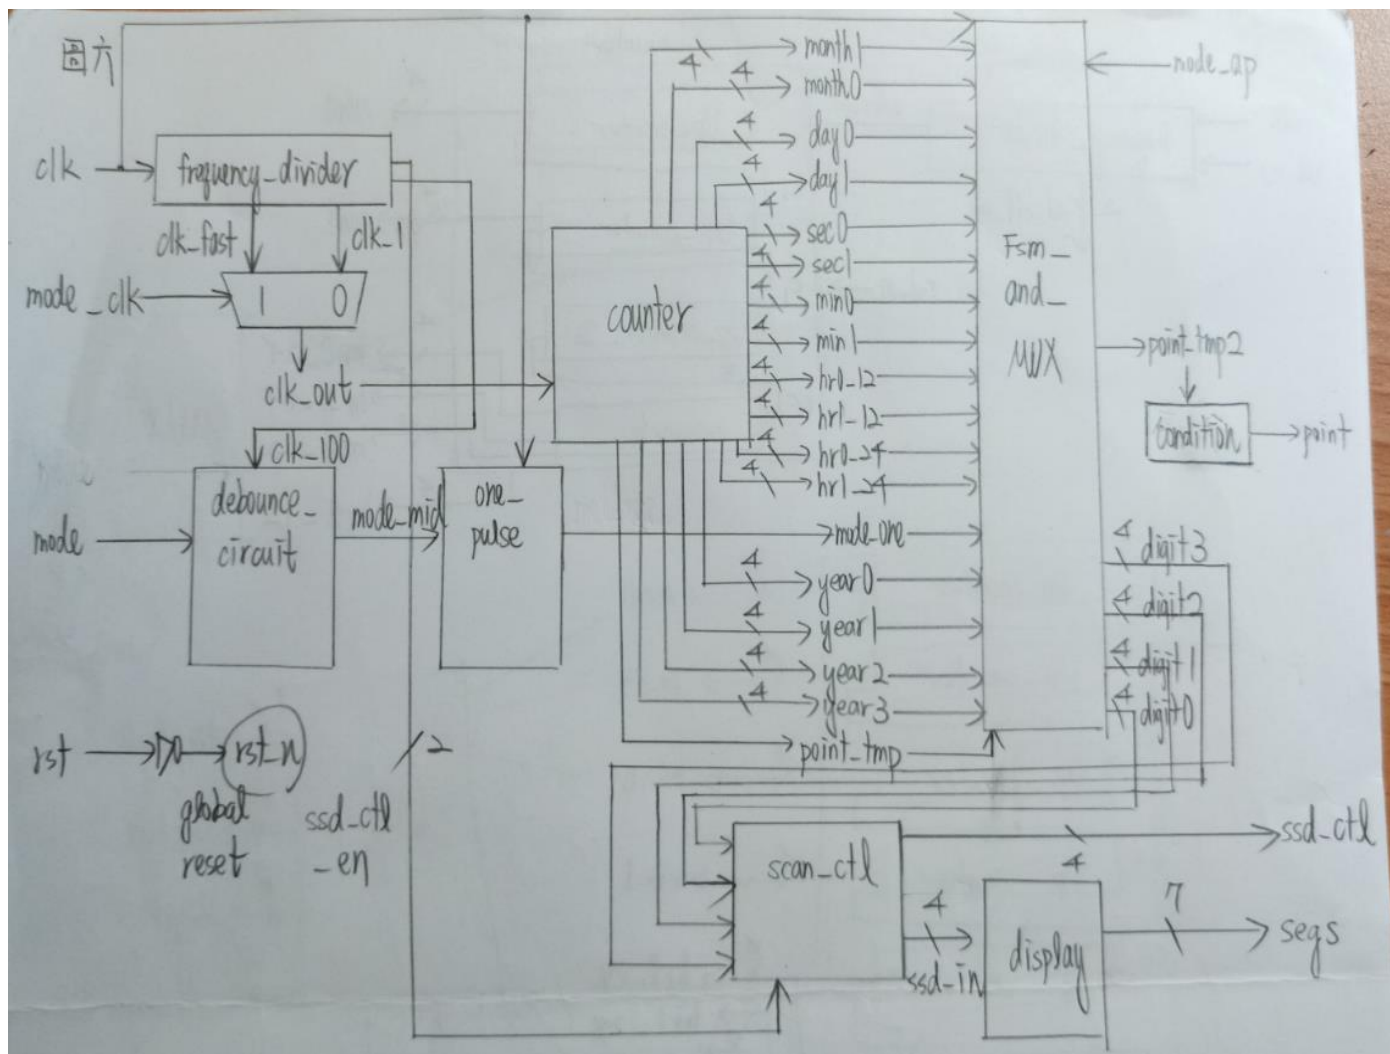 圖六
clk
frequency_divider
clk_fast
clk_1
mode_clk
1 0
clk_out
clk_100
mode
debounce_
circuit
mode_mid
one_
pulse
rst
rst_n
global
reset
ssd_ctl
_en
2
counter
4 month1
4 month0
4 day0
4 day1
4 sec0
4 sec1
4 min0
4 min1
4 hr0_12
4 hr1_12
4 hr0_24
4 hr1_24
mode_one
4 year0
4 year1
4 year2
4 year3
point_tmp
Fsm_
and_
MUX
mode_ap
point_tmp2
condition
point
4 digit3
4 digit2
4 digit1
4 digit0
scan_ctl
4
ssd_ctl
4
ssd_in
display
7
segs